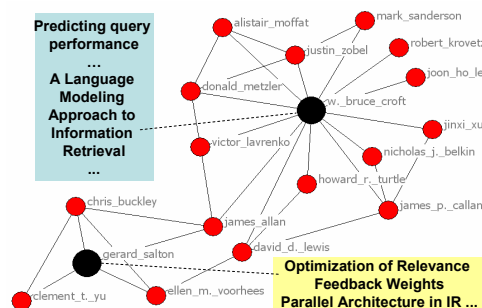 Predicting query
performance
...
A Language
Modeling
Approach to
Information
Retrieval
...
alistair_moffat
mark_sanderson
justin_zobel
robert_krovetz
joon_ho_le
donald_metzler
w._bruce_croft
jinxi_xu
victor_lavrenko
nicholas_j._belkin
howard_r._turtle
james_p._callan
chris_buckley
james_allan
gerard_salton
david_d._lewis
clement_t._yu
ellen_m._voorhees
Optimization of Relevance
Feedback Weights
Parallel Architecture in IR ...